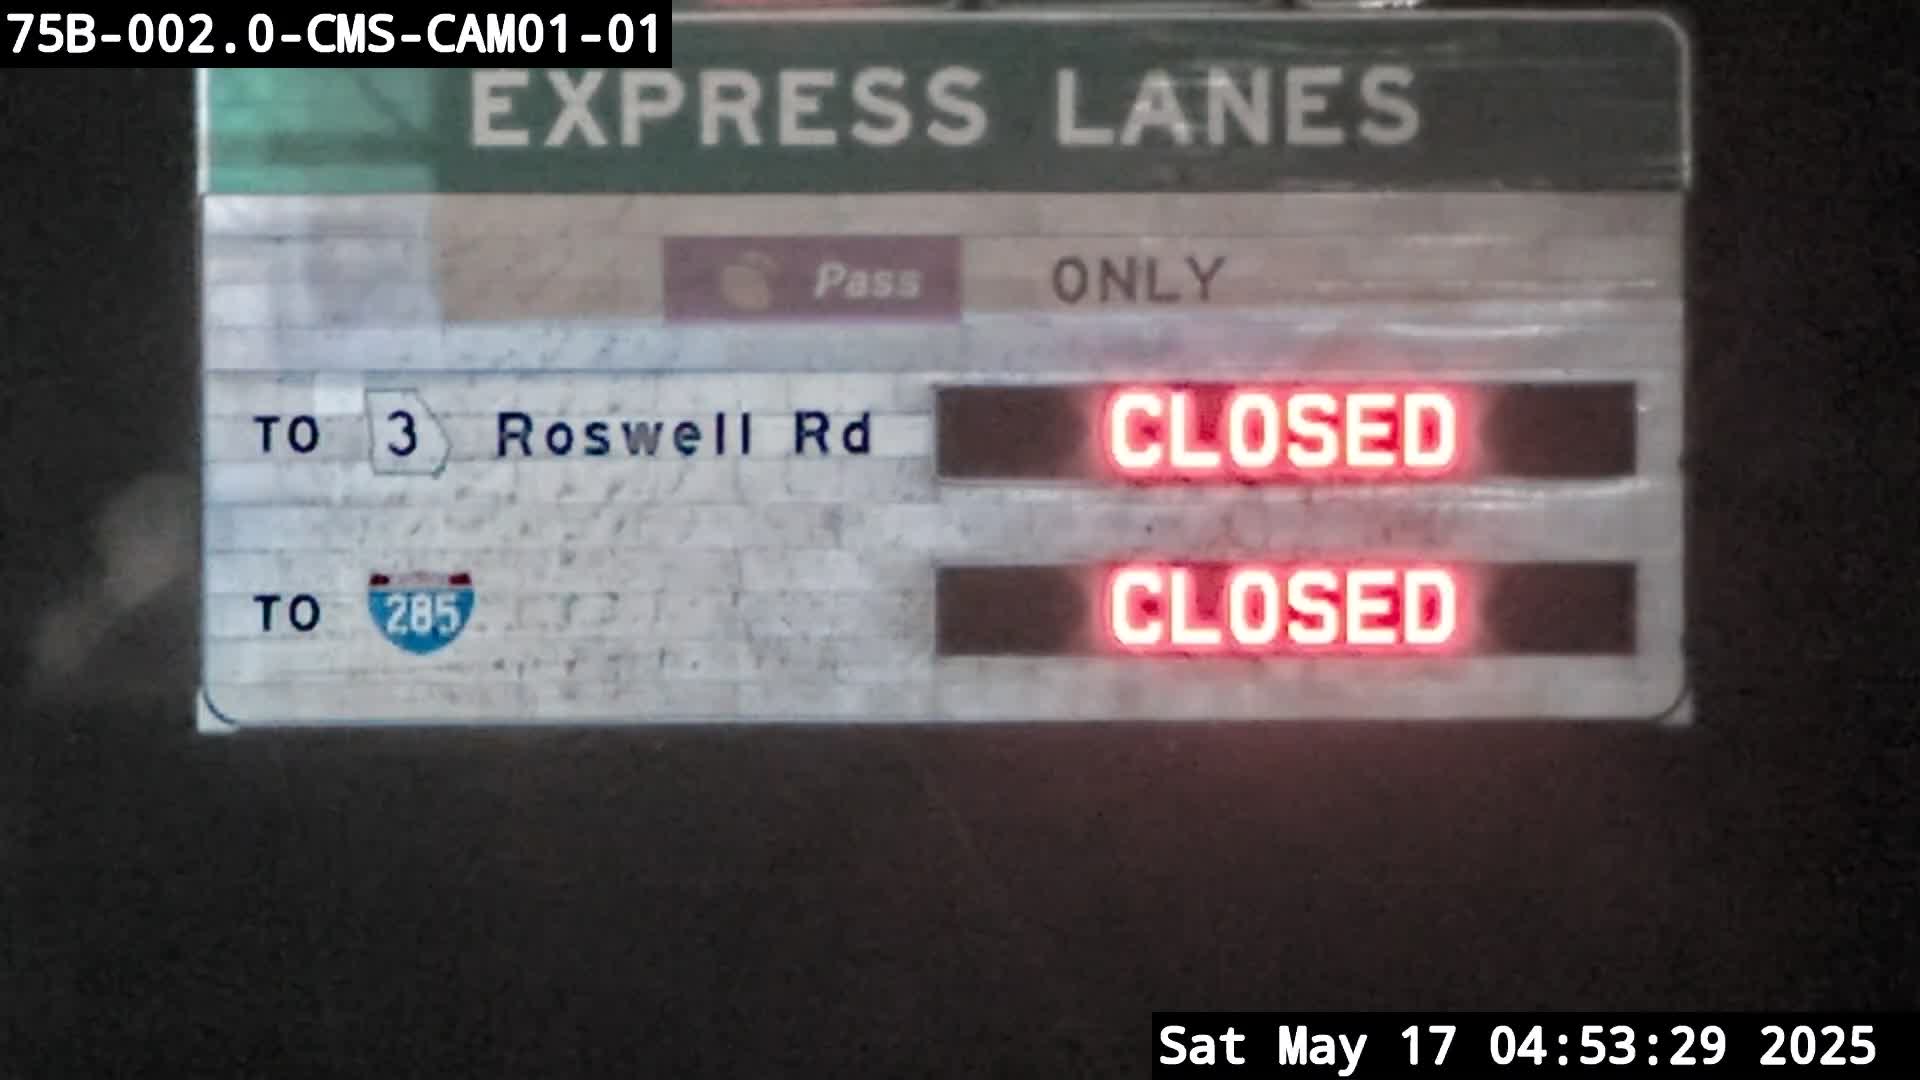 75B-002.0-CMS-CAM01-01
EXPRESS LANES
Pass ONLY
TO 3 Roswell Rd CLOSED
TO 285 CLOSED
Sat May 17 04:53:29 2025